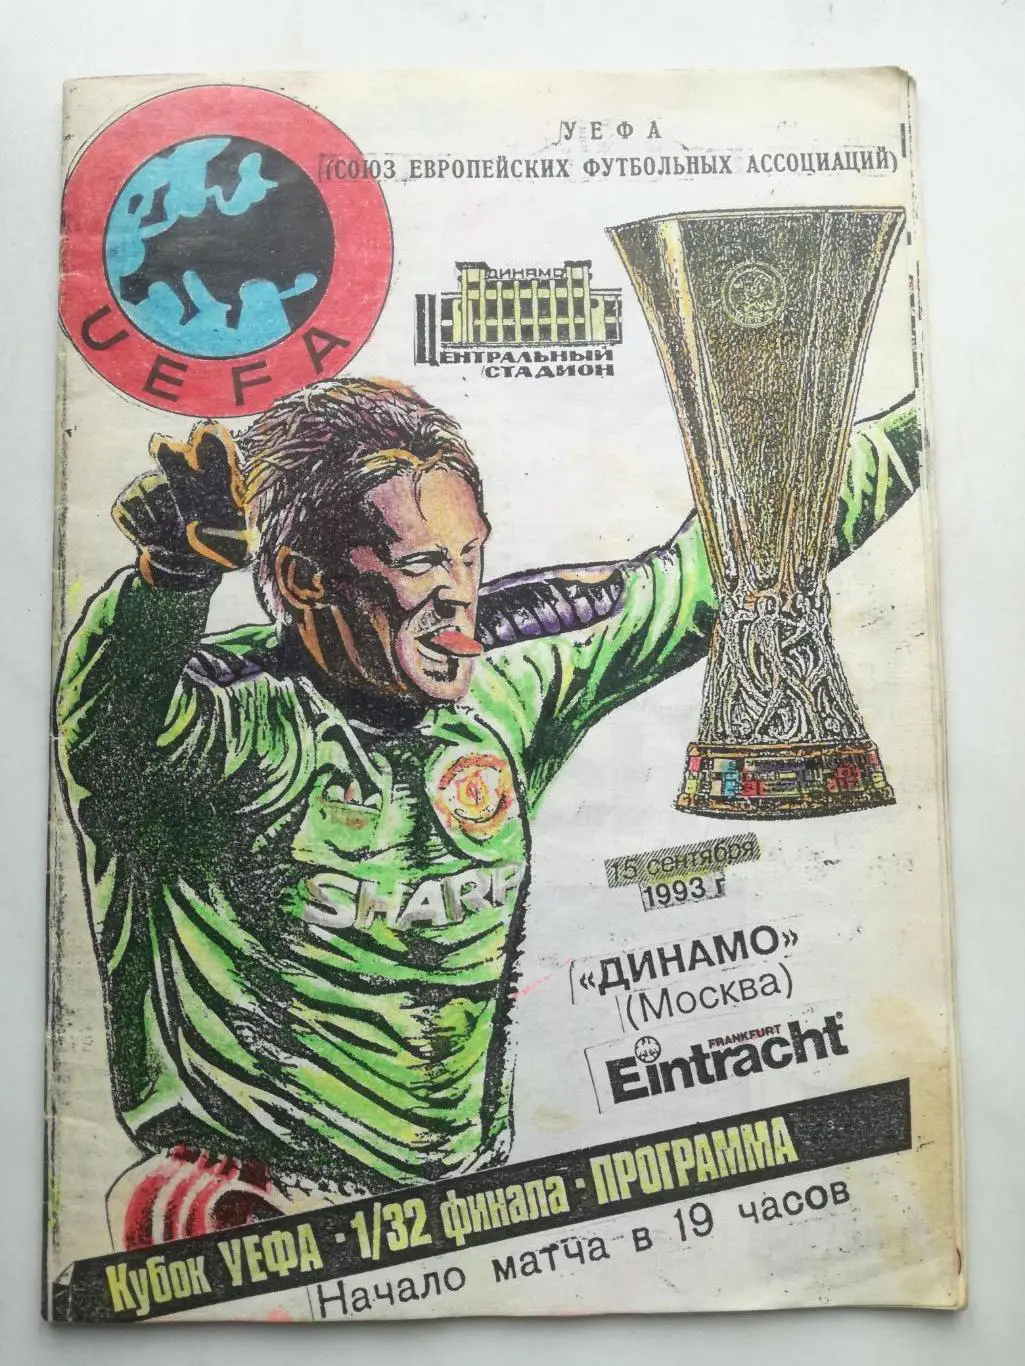 УЕФА
(СОЮЗ ЕВРОПЕЙСКИХ ФУТБОЛЬНЫХ АССОЦИАЦИЙ)
UEFA
ДИНАМО
ЦЕНТРАЛЬНЫЙ
СТАДИОН
SHARP
15 сентября
1993 г
«ДИНАМО»
(Москва)
FRANKFURT
Eintracht
Кубок УЕФА · 1/32 финала · ПРОГРАММА
Начало матча в 19 часов